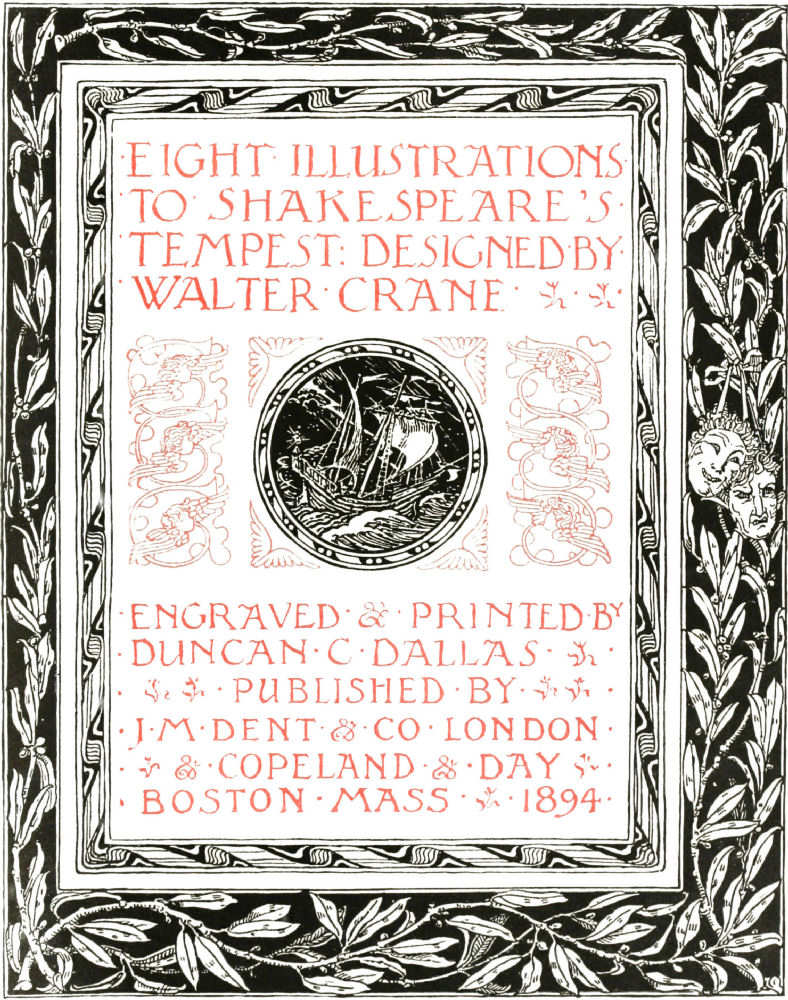 ·EIGHT· ILLUSTRATIONS·
·TO· SHAKESPEARE'S·
·TEMPEST: DESIGNED·BY·
·WALTER·CRANE·
·ENGRAVED·&·PRINTED·BY
·DUNCAN·C·DALLAS·
·PUBLISHED·BY·
·J·M·DENT·&·CO·LONDON·
·&·COPELAND·&·DAY
·BOSTON·MASS·1894·